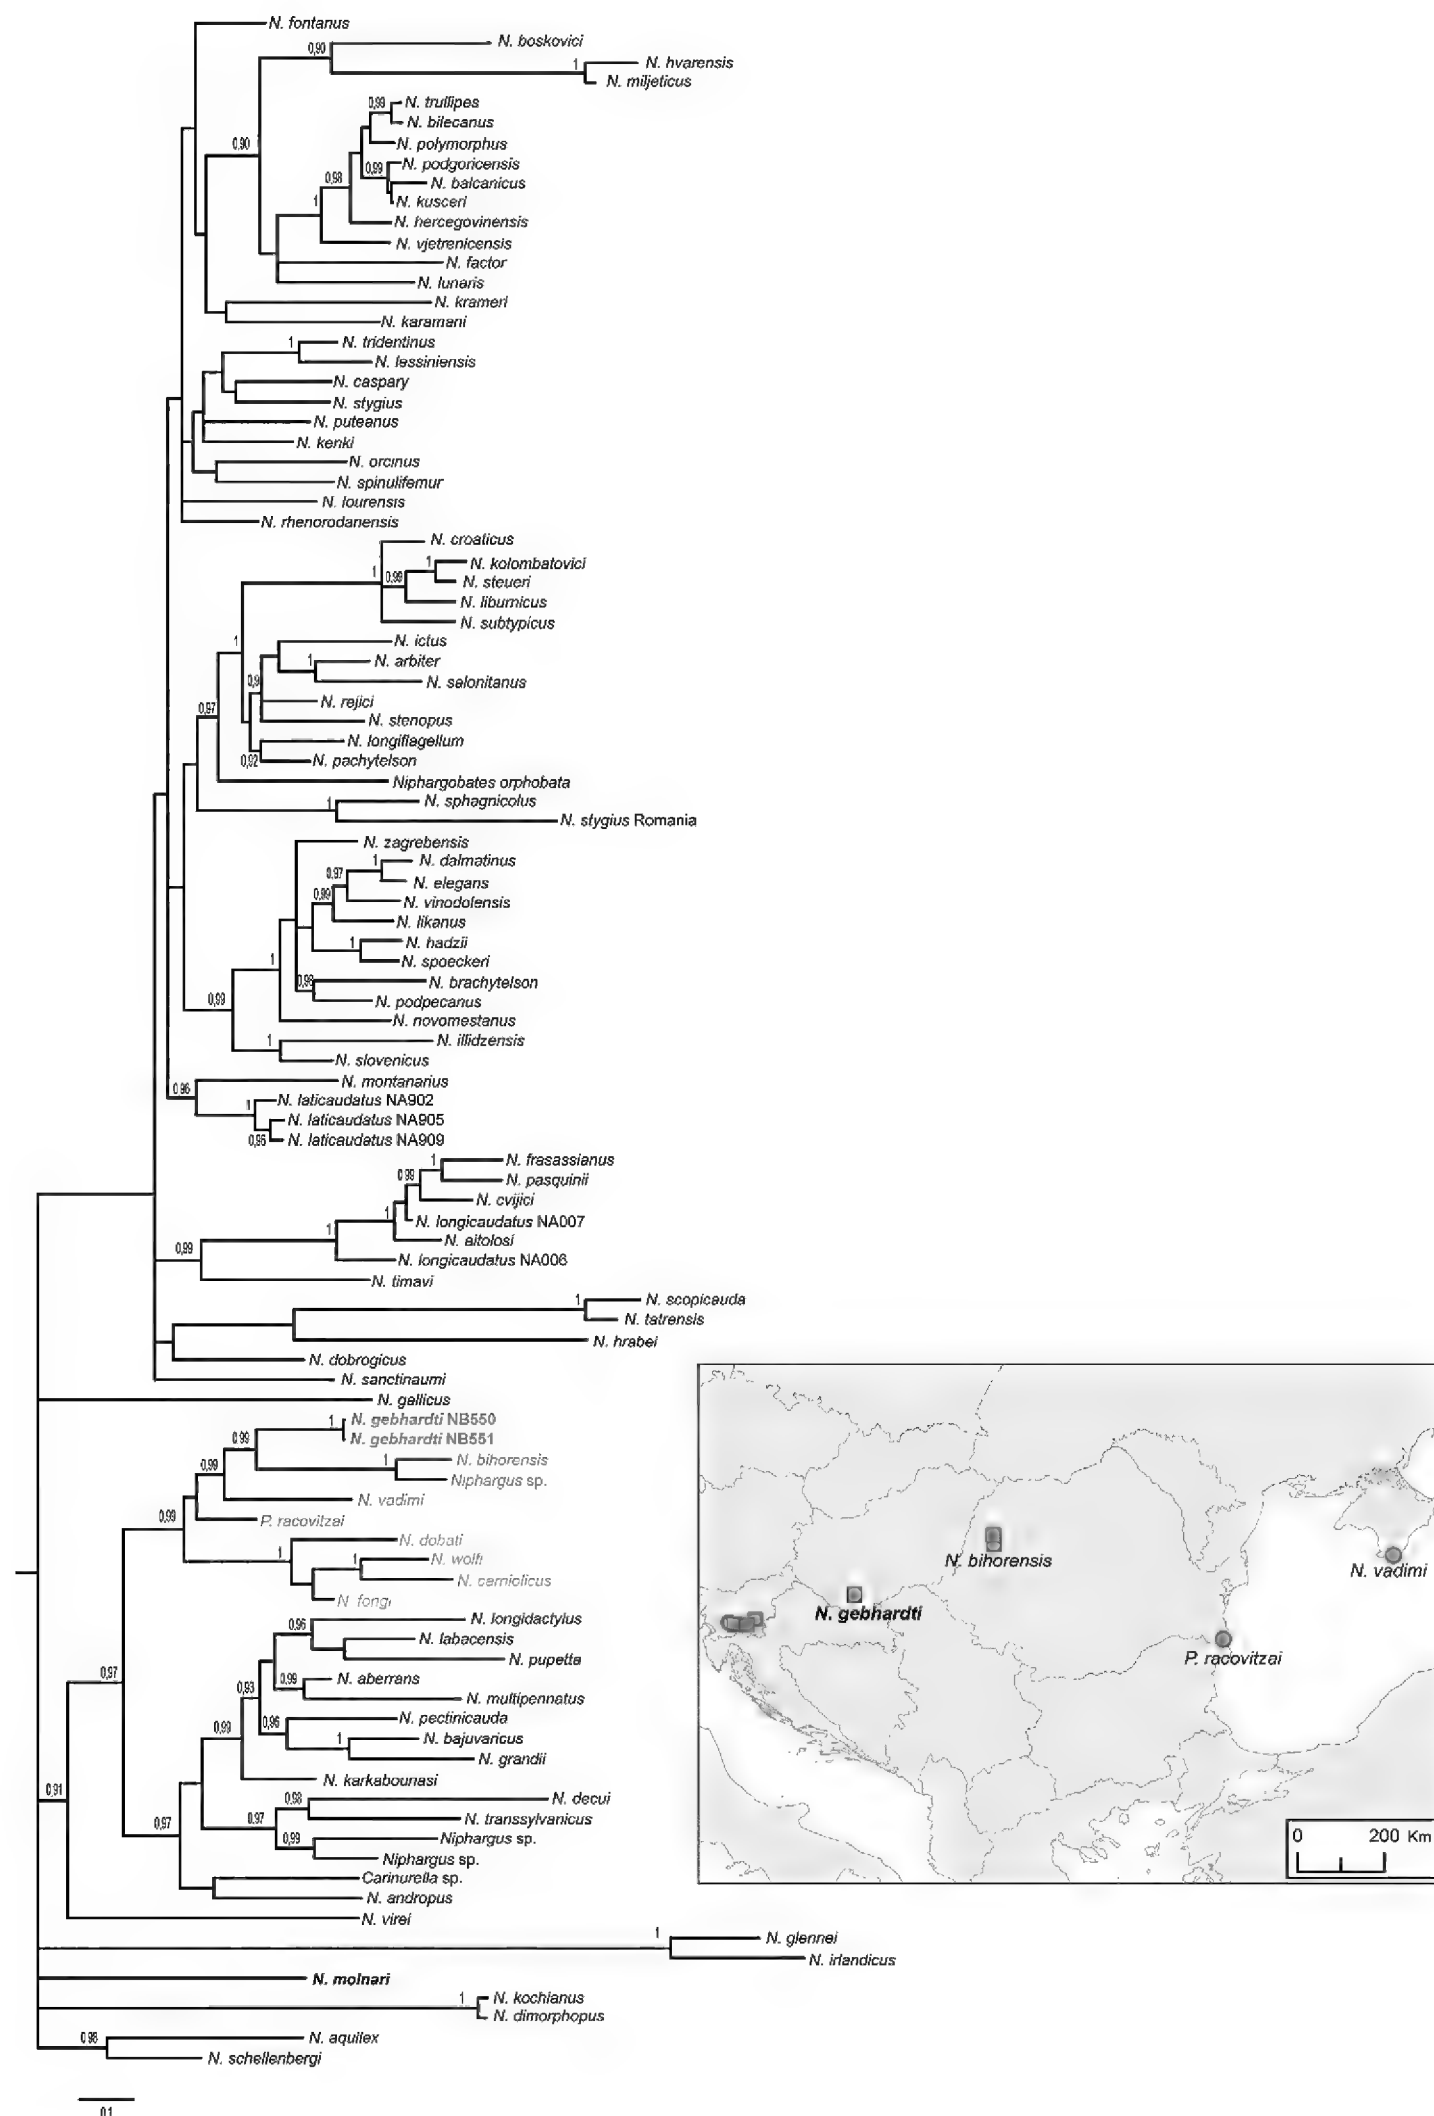 N. fontanus
0,90
N. boskovici
1
N. hvarensis
N. miljeticus
0,90
0,99
N. trullipes
N. bilecanus
N. polymorphus
0,99
N. podgoricensis
0,98
N. balcanicus
1
N. kusceri
N. hercegovinensis
N. vjetrenicensis
N. factor
N. lunaris
N. krameri
N. karamani
1
N. tridentinus
N. lessiniensis
N. caspary
N. stygius
N. puteanus
N. kenki
N. orcinus
N. spinulifemur
N. lourensis
N. rhenorodanensis
N. croaticus
1
N. kolombatovici
1
0,99
N. steueri
N. liburnicus
N. subtypicus
1
N. ictus
1
N. arbiter
0,9
N. salonitanus
N. rejici
0,97
N. stenopus
N. longiflagellum
0,92
N. pachytelson
Niphargobates orphobata
1
N. sphagnicolus
N. stygius Romania
N. zagrebensis
1
N. dalmatinus
0,97
N. elegans
0,99
N. vinodolensis
N. likanus
1
N. hadzii
1
N. spoeckeri
0,98
N. brachytelson
0,99
N. podpecanus
N. novomestanus
1
N. illidzensis
N. slovenicus
0,96
N. montanarius
1
N. laticaudatus NA902
N. laticaudatus NA905
0,95
N. laticaudatus NA909
1
N. frasassianus
0,99
N. pasquinii
N. cvijici
1
N. longicaudatus NA007
1
N. aitolosi
0,99
N. longicaudatus NA006
N. timavi
1
N. scopicauda
N. tatrensis
N. hrabei
N. dobrogicus
N. sanctinaumi
N. gallicus
1
N. gebhardti NB550
0,99
N. gebhardti NB551
1
N. bihorensis
0,99
Niphargus sp.
N. vadimi
0,99
P. racovitzai
N. dobati
1
1
N. wolfi
N. carniolicus
N. fongi
0,96
N. longidactylus
N. labacensis
N. pupetta
0,97
0,99
N. aberrans
0,93
N. multipennatus
0,96
N. pectinicauda
0,99
1
N. bajuvaricus
N. grandii
N. karkabounasi
0,91
0,98
N. decui
0,97
0,97
N. transsylvanicus
0,99
Niphargus sp.
Niphargus sp.
Carinurella sp.
N. andropus
N. virei
1
N. glennei
N. irlandicus
N. molnari
1
N. kochianus
N. dimorphopus
0,98
N. aquilex
N. schellenbergi
0.1
N. bihorensis
N. vadimi
N. gebhardti
P. racovitzai
0 200 Km